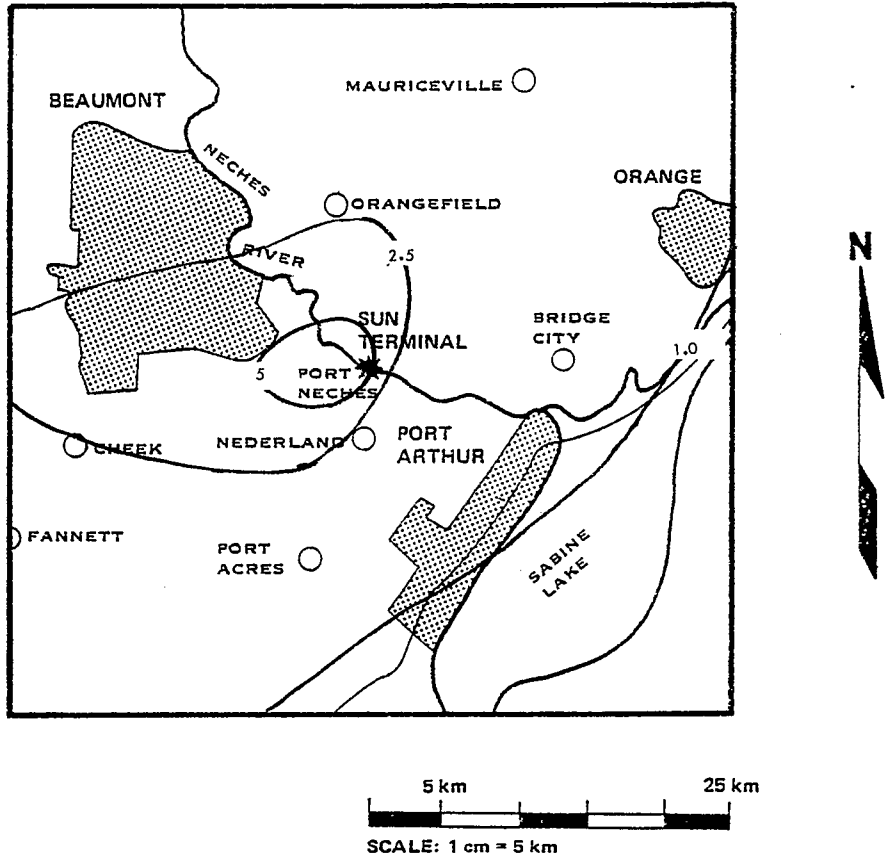 MAURICEVILLE
BEAUMONT
NECHES
RIVER
ORANGE
ORANGEFIELD
2.5
N
SUN
TERMINAL
BRIDGE
CITY
1.0
5
PORT
NECHES
CHEEK
NEDERLAND
PORT
ARTHUR
FANNETT
PORT
ACRES
SABINE
LAKE
5 km
25 km
SCALE: 1 cm = 5 km